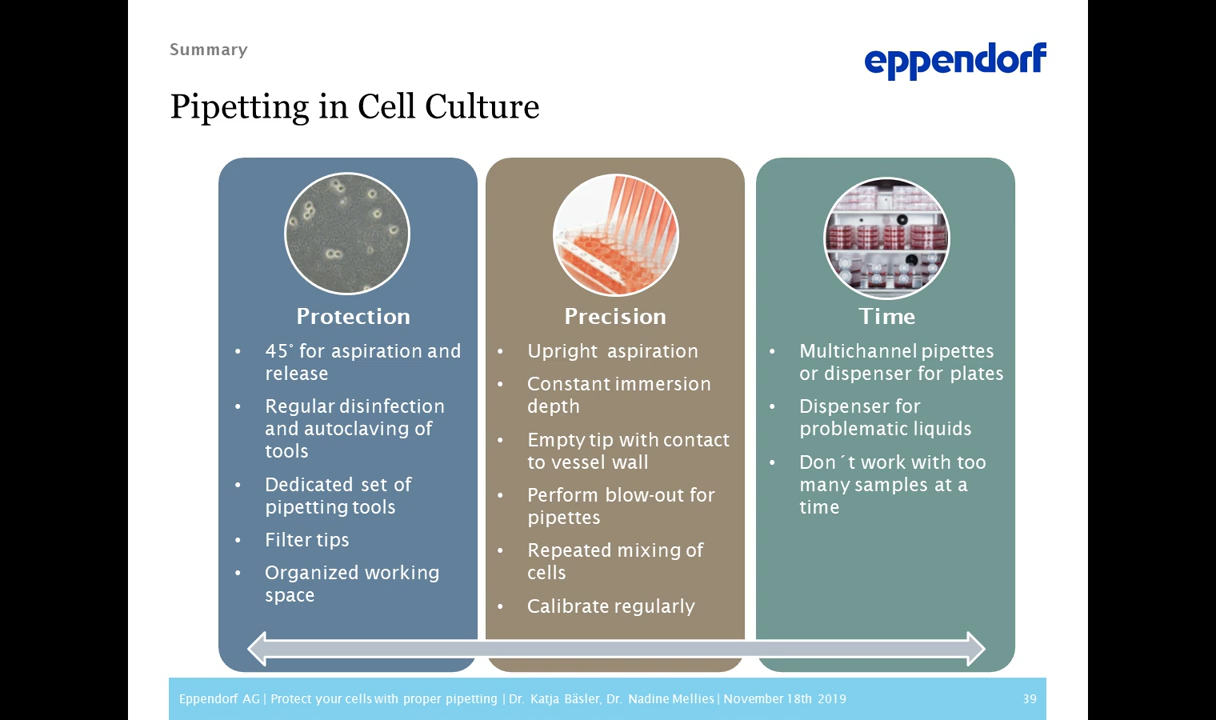 Summary
eppendorf
Pipetting in Cell Culture
Protection
• 45° for aspiration and
release
• Regular disinfection
and autoclaving of
tools
• Dedicated set of
pipetting tools
• Filter tips
• Organized working
space
Precision
• Upright aspiration
• Constant immersion
depth
• Empty tip with contact
to vessel wall
• Perform blow-out for
pipettes
• Repeated mixing of
cells
• Calibrate regularly
Time
• Multichannel pipettes
or dispenser for plates
• Dispenser for
problematic liquids
• Don´t work with too
many samples at a
time
Eppendorf AG | Protect your cells with proper pipetting | Dr. Katja Bäsler, Dr. Nadine Mellies | November 18th 2019
39